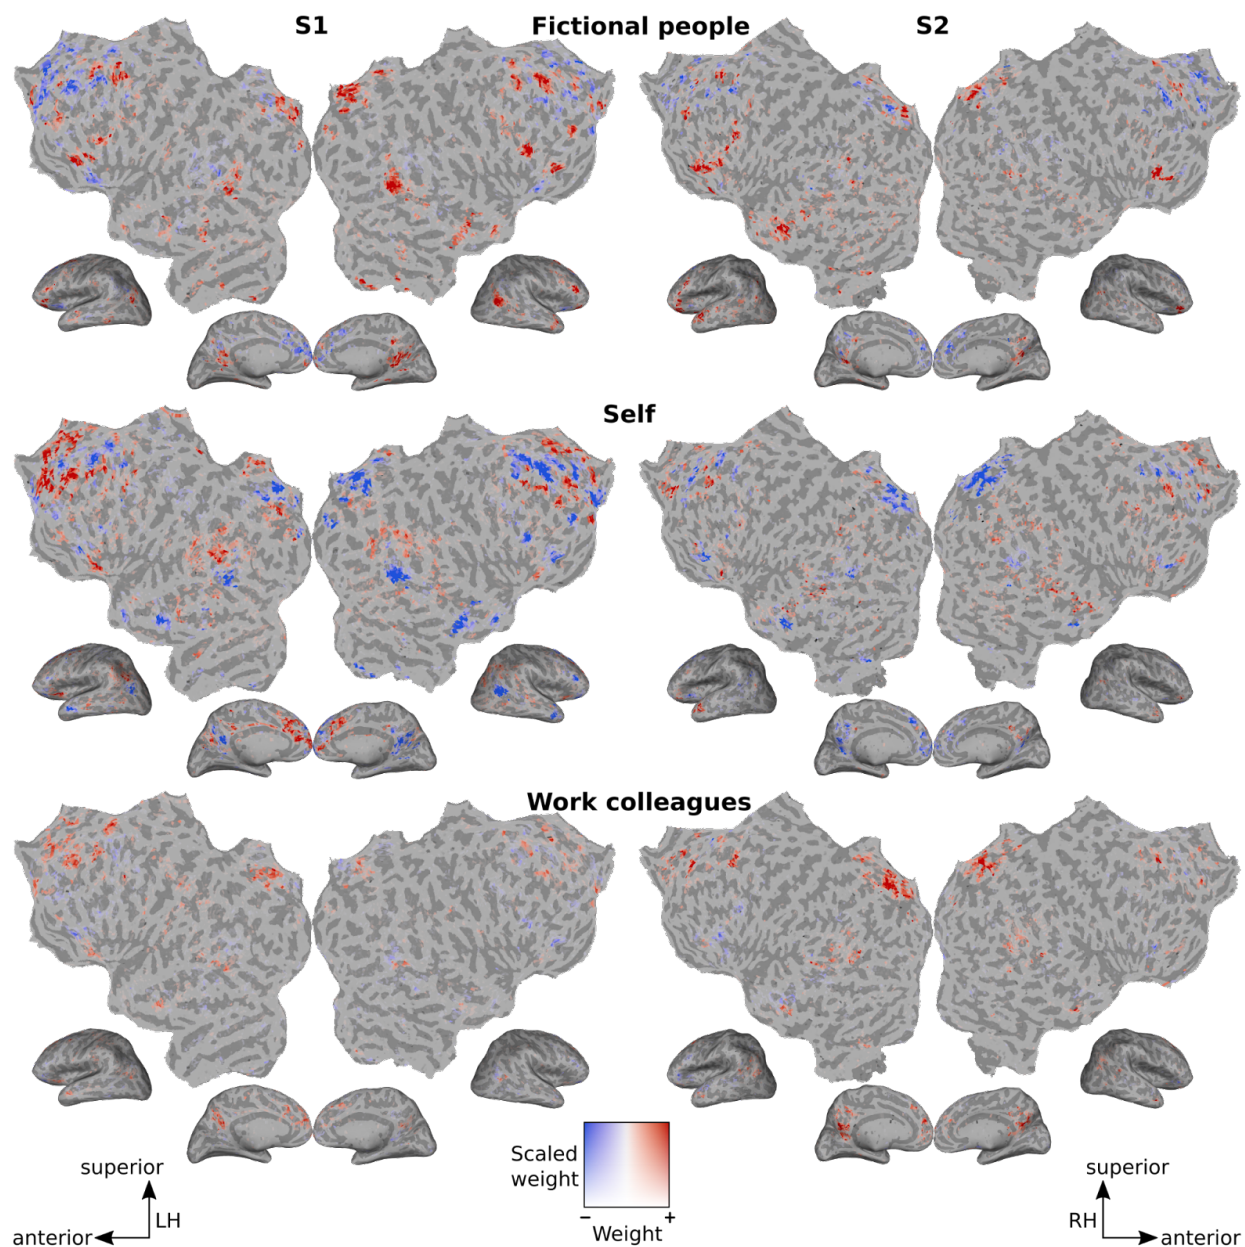 S1
Fictional people
S2
Self
Work colleagues
superior
LH
anterior
Scaled
weight
−
+
Weight
superior
RH
anterior